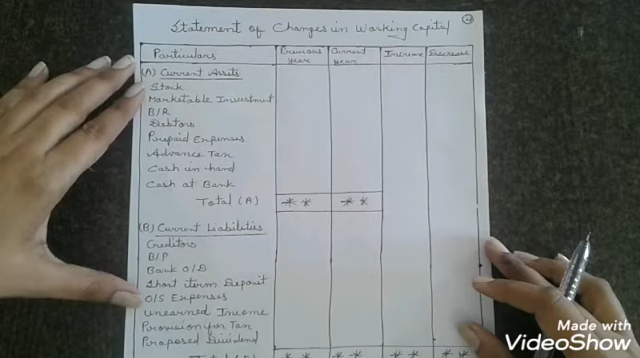 Statement of Changes in Working Capital
Particulars Previous year Current year Increase Decrease
(A) Current Assets
Stock
Marketable Investment
B/R
Debtors
Prepaid Expenses
Advance Tax
Cash in hand
Cash at Bank
Total (A) ** **
(B) Current Liabilities
Creditors
B/P
Bank O/D
Short term Deposit
O/S Expenses
Unearned Income
Provision for Tax
Proposed Dividend
** ** ** **
Made with
VideoShow